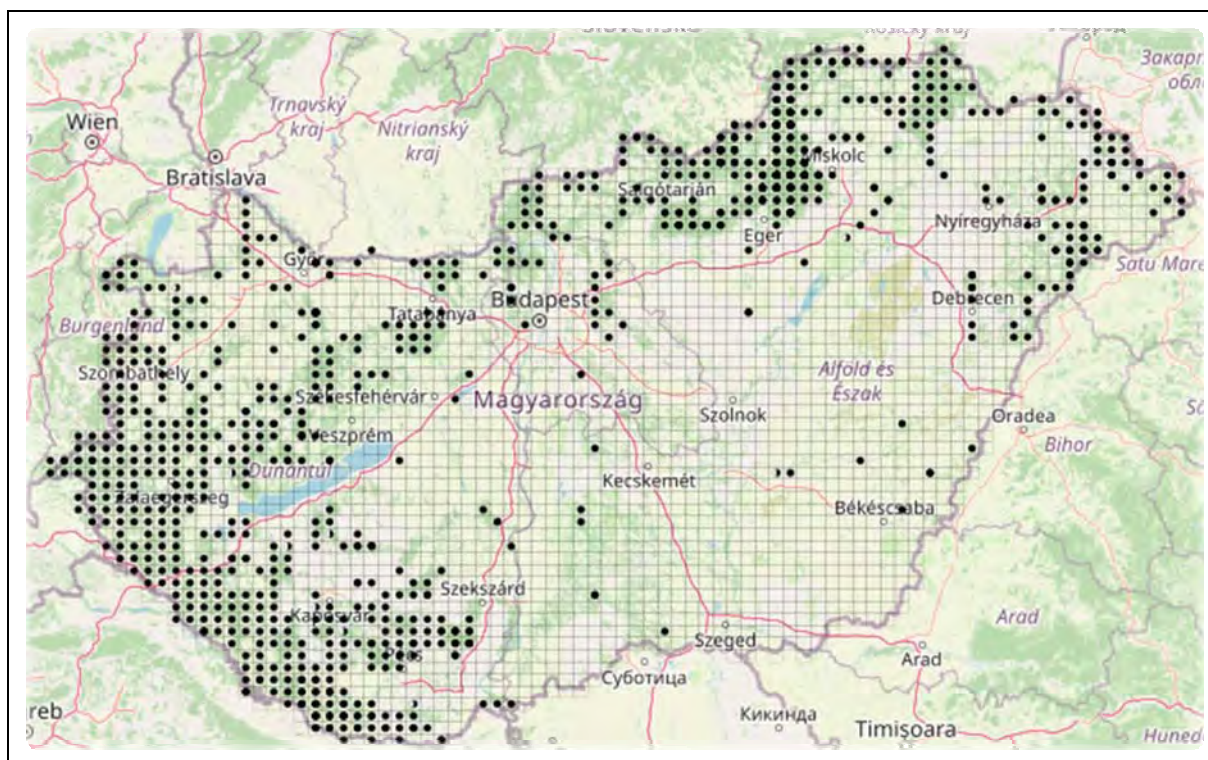 Wien
Bratislava
Trnavský
kraj
Nitriansky
kraj
Закарп
обла
Salgótarján
Miskolc
Eger
Nyíregyháza
Satu Mare
Győr
Burgenland
Tatabánya
Budapest
Debrecen
Szombathely
Székesfehérvár
Magyarország
Alföld és
Észak
Szolnok
Oradea
Bihor
Veszprém
Dunántúl
Zalaegerszeg
Kecskemét
Békéscsaba
Szekszárd
Kaposvár
Pécs
Szeged
Arad
Arad
Суботица
Кикинда
Timișoara
reb
Huned